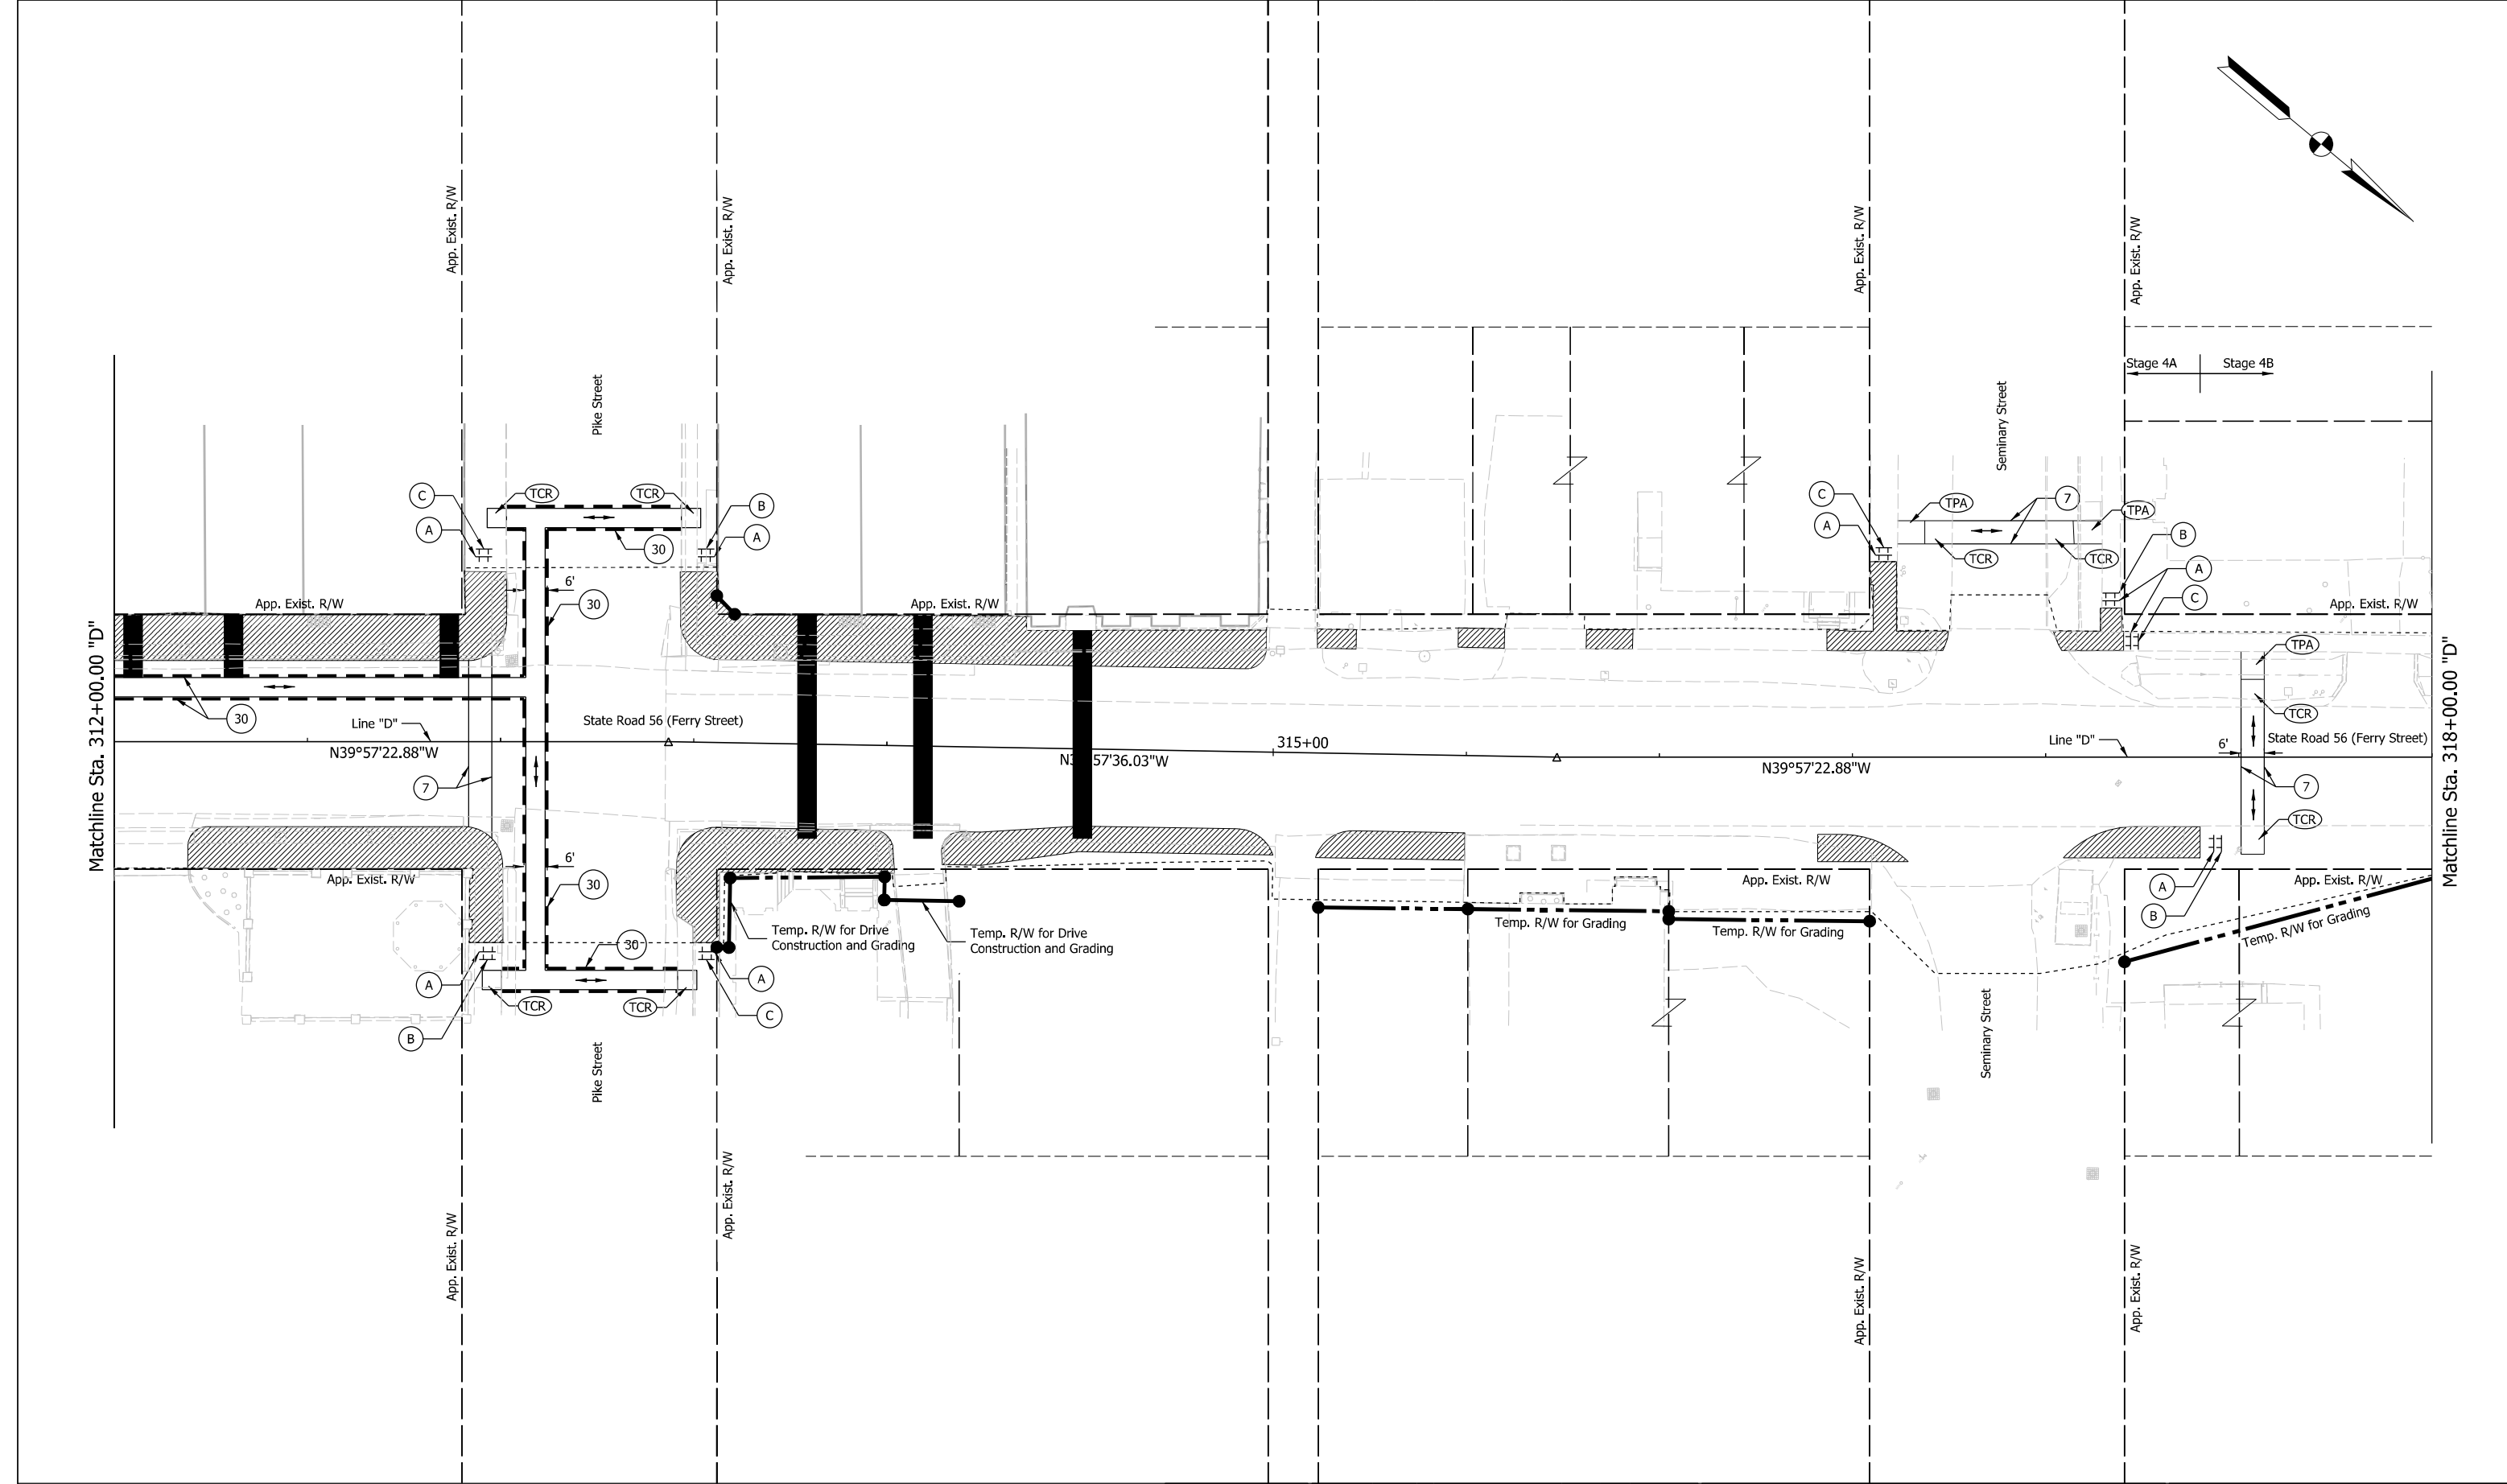 App. Exist. R/W
App. Exist. R/W
App. Exist. R/W
App. Exist. R/W
Pike Street
Seminary Street
Stage 4A
Stage 4B
C
TCR
TCR
B
A
A
30
C
A
TPA
7
TPA
B
TCR
TCR
A
C
6'
30
App. Exist. R/W
App. Exist. R/W
App. Exist. R/W
TPA
TCR
30
Line "D"
State Road 56 (Ferry Street)
N39°57'22.88"W
315+00
57'36.03"W
N39°57'22.88"W
Line "D"
6'
State Road 56 (Ferry Street)
Matchline Sta. 312+00.00 "D"
Matchline Sta. 318+00.00 "D"
7
7
TCR
6'
30
App. Exist. R/W
App. Exist. R/W
App. Exist. R/W
A
B
Temp. R/W for Drive
Construction and Grading
Temp. R/W for Drive
Construction and Grading
Temp. R/W for Grading
Temp. R/W for Grading
Temp. R/W for Grading
30
A
A
TCR
TCR
C
B
Pike Street
Seminary Street
App. Exist. R/W
App. Exist. R/W
App. Exist. R/W
App. Exist. R/W